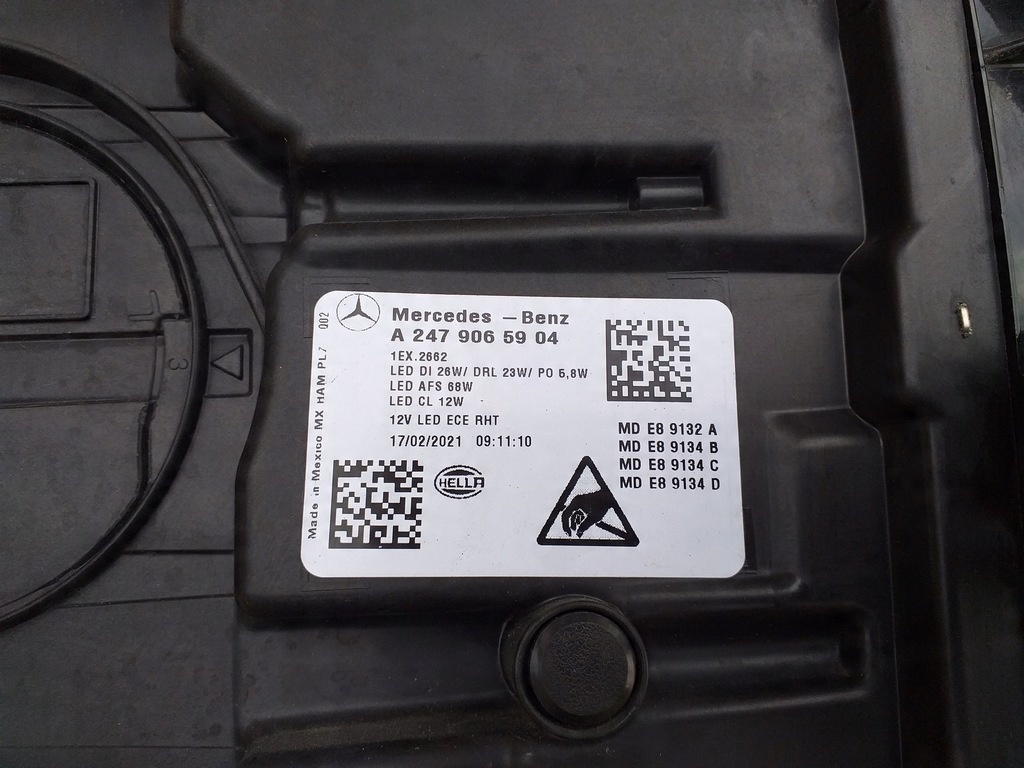 Mercedes – Benz
A 247 906 59 04
1EX.2662
LED DI 26W/ DRL 23W/ PO 5,8W
LED AFS 68W
LED CL 12W
12V LED ECE RHT
17/02/2021 09:11:10
HELLA
MD E8 9132 A
MD E8 9134 B
MD E8 9134 C
MD E8 9134 D
Made in Mexico MX HAM PL7 002
3